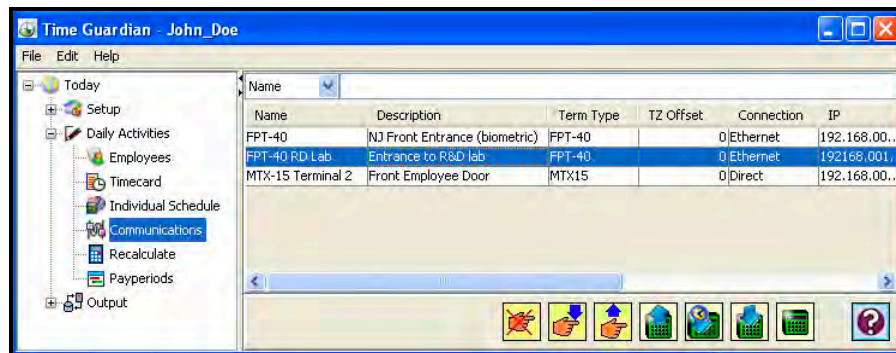 Time Guardian - John_Doe
File Edit Help
Today
Setup
Daily Activities
Employees
Timecard
Individual Schedule
Communications
Recalculate
Payperiods
Output
Name
Name Description Term Type TZ Offset Connection IP
FPT-40 NJ Front Entrance (biometric) FPT-40 0 Ethernet 192.168.00..
FPT-40 RD Lab Entrance to R&D lab FPT-40 0 Ethernet 192168.001.
MTX-15 Terminal 2 Front Employee Door MTX15 0 Direct 192.168.00..